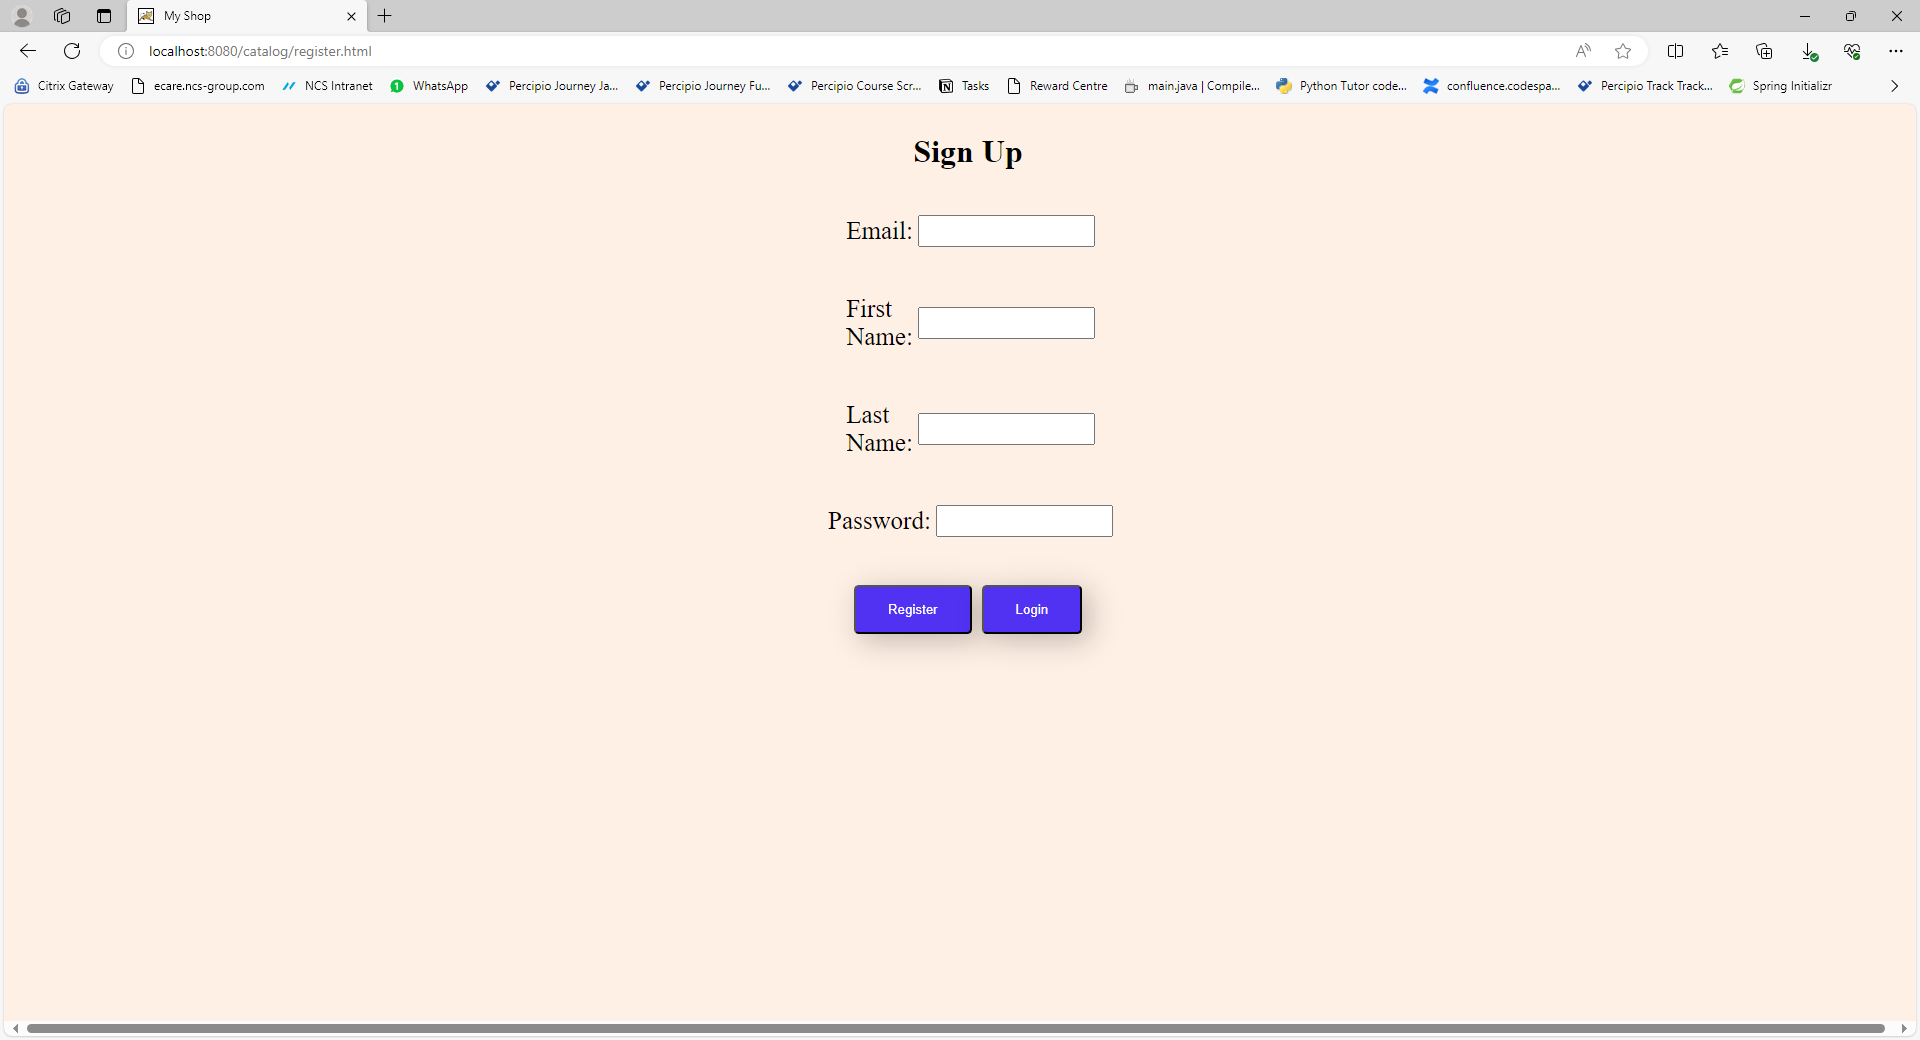 My Shop
localhost:8080/catalog/register.html
Citrix Gateway ecare.ncs-group.com NCS Intranet WhatsApp Percipio Journey Ja... Percipio Journey Fu... Percipio Course Scr... Tasks Reward Centre main.java | Compile... Python Tutor code... confluence.codespa... Percipio Track Track... Spring Initializr
Sign Up
Email:
First
Name:
Last
Name:
Password:
Register Login